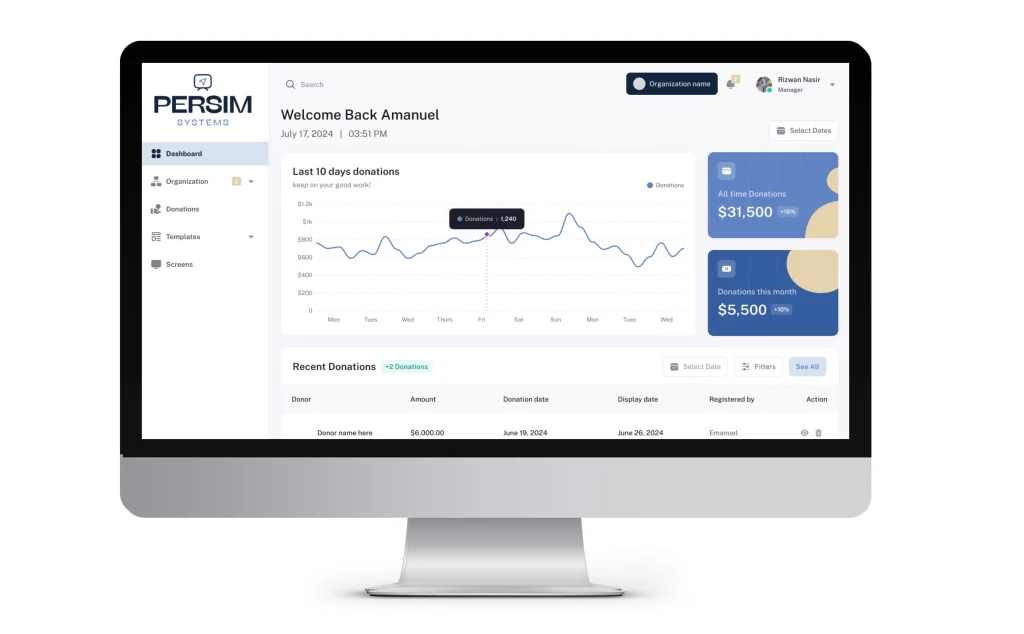 PERSIM
SYSTEMS
Dashboard
Organization
Donations
Templates
Screens
Search
Organization name
Rizwan Nasir
Manager
Welcome Back Amanuel
July 17, 2024 | 03:51 PM
Select Dates
Last 10 days donations
keep on your good work!
Donations
$1.2k
$1k
$800
$600
$400
$200
0
Donations : 1,240
Mon Tues Wed Thurs Fri Sat Sun Mon Tues Wed
All time Donations
$31,500 +15%
Donations this month
$5,500 +10%
Recent Donations +2 Donations
Select Date Filters See All
Donor Amount Donation date Display date Registered by Action
Donor name here $6,000.00 June 19, 2024 June 26, 2024 Emanuel